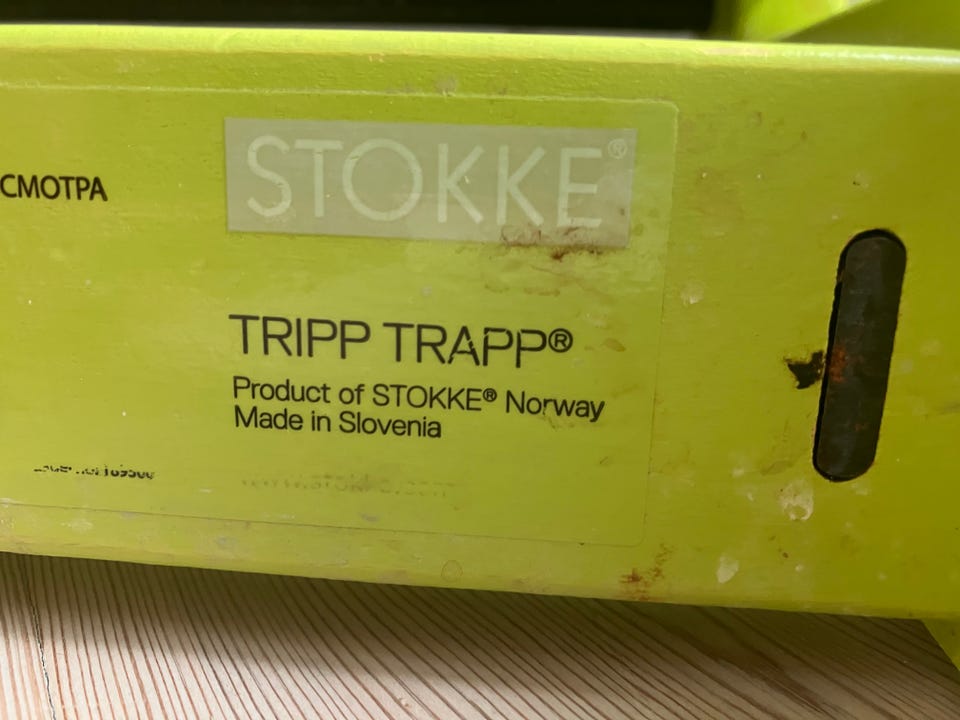 STOKKE®
СМОТРА
TRIPP TRAPP®
Product of STOKKE® Norway
Made in Slovenia